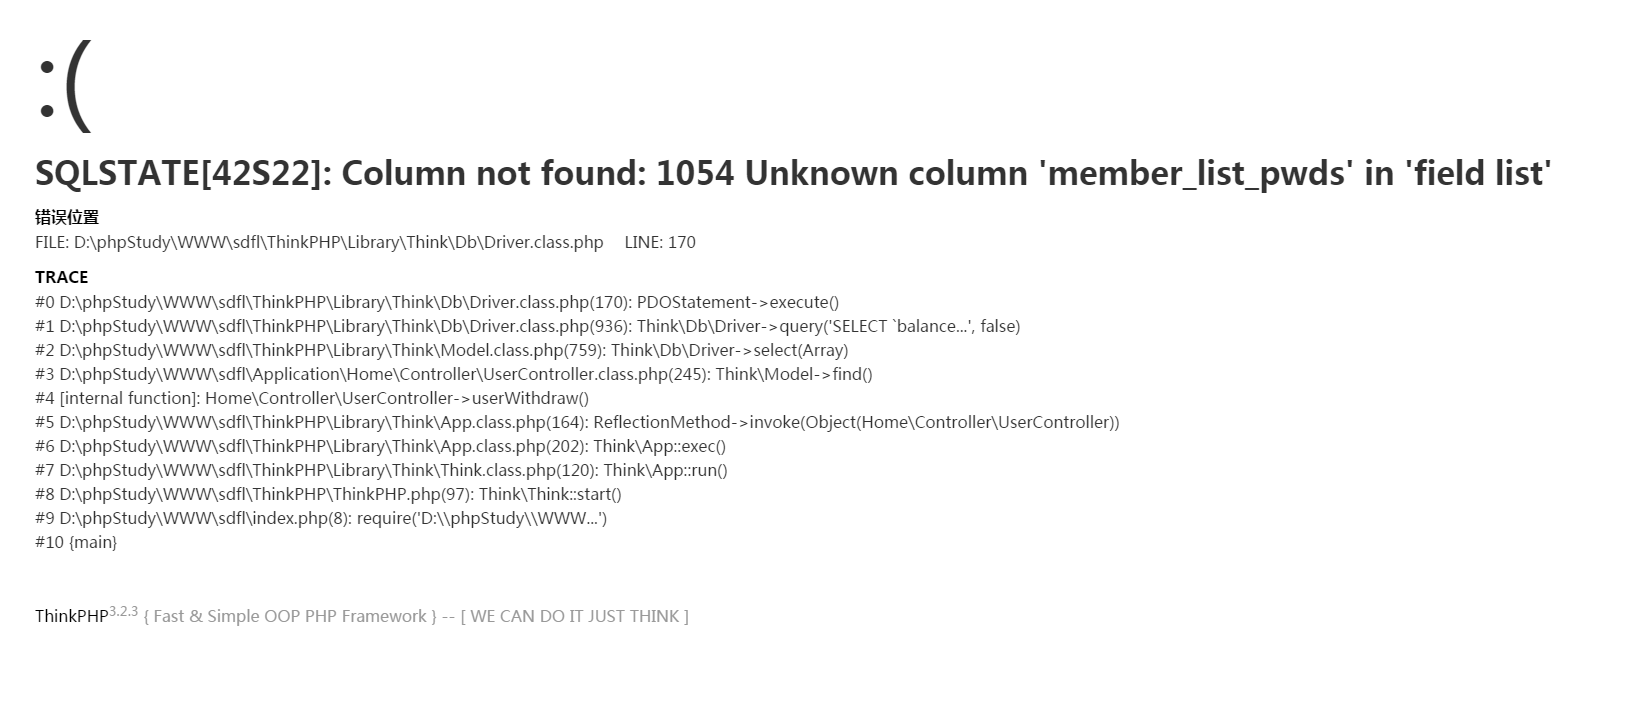 :(
SQLSTATE[42S22]: Column not found: 1054 Unknown column 'member_list_pwds' in 'field list'
错误位置
FILE: D:\phpStudy\WWW\sdfl\ThinkPHP\Library\Think\Db\Driver.class.php LINE: 170
TRACE
#0 D:\phpStudy\WWW\sdfl\ThinkPHP\Library\Think\Db\Driver.class.php(170): PDOStatement->execute()
#1 D:\phpStudy\WWW\sdfl\ThinkPHP\Library\Think\Db\Driver.class.php(936): Think\Db\Driver->query('SELECT `balance...', false)
#2 D:\phpStudy\WWW\sdfl\ThinkPHP\Library\Think\Model.class.php(759): Think\Db\Driver->select(Array)
#3 D:\phpStudy\WWW\sdfl\Application\Home\Controller\UserController.class.php(245): Think\Model->find()
#4 [internal function]: Home\Controller\UserController->userWithdraw()
#5 D:\phpStudy\WWW\sdfl\ThinkPHP\Library\Think\App.class.php(164): ReflectionMethod->invoke(Object(Home\Controller\UserController))
#6 D:\phpStudy\WWW\sdfl\ThinkPHP\Library\Think\App.class.php(202): Think\App::exec()
#7 D:\phpStudy\WWW\sdfl\ThinkPHP\Library\Think\Think.class.php(120): Think\App::run()
#8 D:\phpStudy\WWW\sdfl\ThinkPHP\ThinkPHP.php(97): Think\Think::start()
#9 D:\phpStudy\WWW\sdfl\index.php(8): require('D:\\phpStudy\\WWW...')
#10 {main}
ThinkPHP3.2.3 { Fast & Simple OOP PHP Framework } -- [ WE CAN DO IT JUST THINK ]